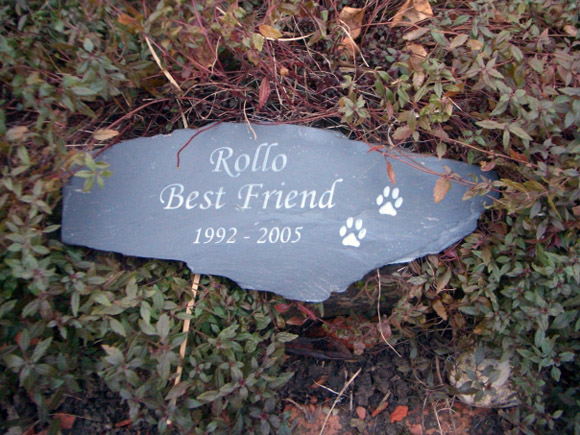 Rollo
Best Friend
1992 - 2005